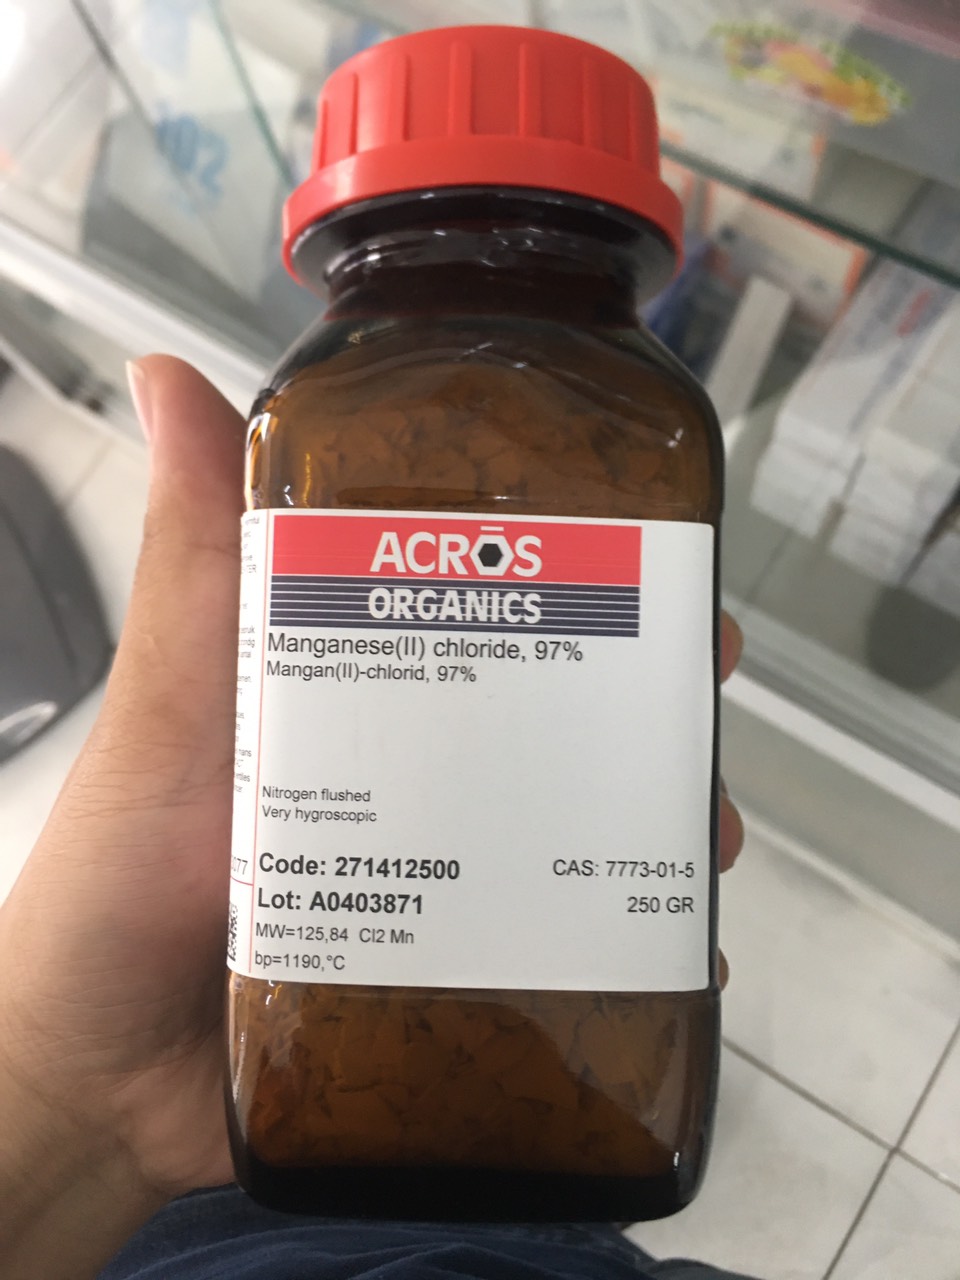 ACRŌS
ORGANICS
Manganese(II) chloride, 97%
Mangan(II)-chlorid, 97%
Nitrogen flushed
Very hygroscopic
Code: 271412500
CAS: 7773-01-5
Lot: A0403871
250 GR
MW=125,84 Cl2 Mn
bp=1190,°C